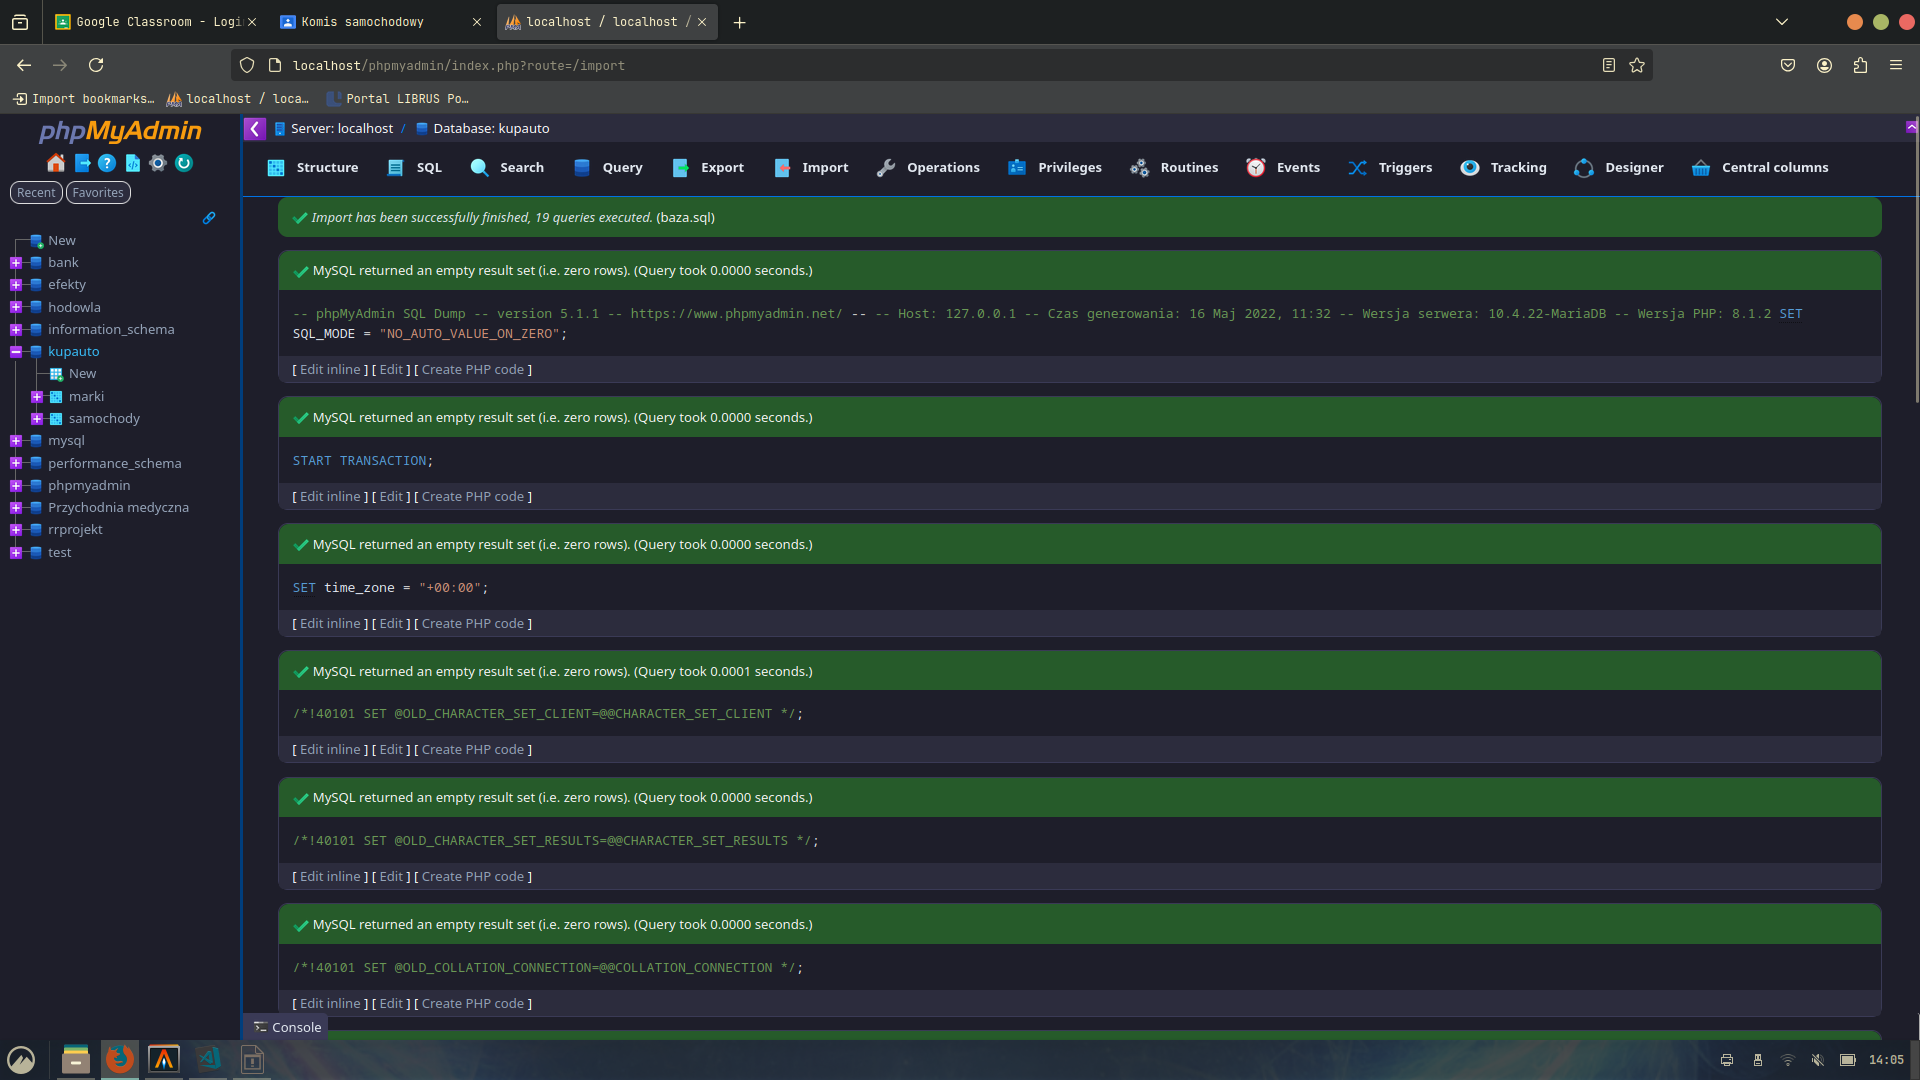 Google Classroom - Logi
Komis samochodowy
localhost / localhost /
localhost/phpmyadmin/index.php?route=/import
Import bookmarks…
localhost / loca…
Portal LIBRUS Po…
phpMyAdmin
Recent
Favorites
New
bank
efekty
hodowla
information_schema
kupauto
New
marki
samochody
mysql
performance_schema
phpmyadmin
Przychodnia medyczna
rrprojekt
test
Server: localhost / Database: kupauto
Structure
SQL
Search
Query
Export
Import
Operations
Privileges
Routines
Events
Triggers
Tracking
Designer
Central columns
Import has been successfully finished, 19 queries executed. (baza.sql)
MySQL returned an empty result set (i.e. zero rows). (Query took 0.0000 seconds.)
-- phpMyAdmin SQL Dump -- version 5.1.1 -- https://www.phpmyadmin.net/ -- -- Host: 127.0.0.1 -- Czas generowania: 16 Maj 2022, 11:32 -- Wersja serwera: 10.4.22-MariaDB -- Wersja PHP: 8.1.2 SET
SQL_MODE = "NO_AUTO_VALUE_ON_ZERO";
[ Edit inline ] [ Edit ] [ Create PHP code ]
MySQL returned an empty result set (i.e. zero rows). (Query took 0.0000 seconds.)
START TRANSACTION;
[ Edit inline ] [ Edit ] [ Create PHP code ]
MySQL returned an empty result set (i.e. zero rows). (Query took 0.0000 seconds.)
SET time_zone = "+00:00";
[ Edit inline ] [ Edit ] [ Create PHP code ]
MySQL returned an empty result set (i.e. zero rows). (Query took 0.0001 seconds.)
/*!40101 SET @OLD_CHARACTER_SET_CLIENT=@@CHARACTER_SET_CLIENT */;
[ Edit inline ] [ Edit ] [ Create PHP code ]
MySQL returned an empty result set (i.e. zero rows). (Query took 0.0000 seconds.)
/*!40101 SET @OLD_CHARACTER_SET_RESULTS=@@CHARACTER_SET_RESULTS */;
[ Edit inline ] [ Edit ] [ Create PHP code ]
MySQL returned an empty result set (i.e. zero rows). (Query took 0.0000 seconds.)
/*!40101 SET @OLD_COLLATION_CONNECTION=@@COLLATION_CONNECTION */;
[ Edit inline ] [ Edit ] [ Create PHP code ]
Console
14:05